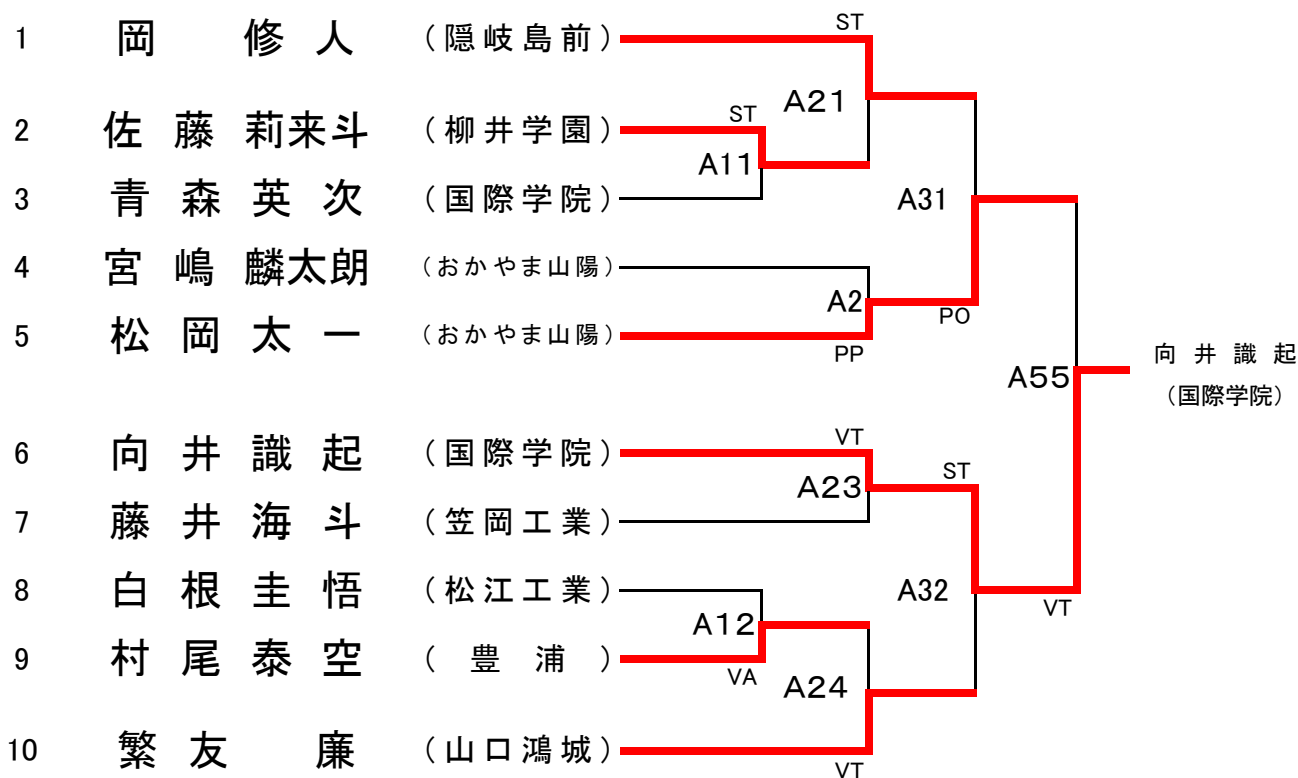 1 岡 修人 (隠岐島前) ST
A21
2 佐藤 莉来斗 (柳井学園) ST
A11
3 青森英次 (国際学院)
A31
4 宮嶋 麟太朗 (おかやま山陽)
A2
PO
5 松岡太一 (おかやま山陽) PP
A55
向井識起
(国際学院)
6 向井識起 (国際学院) VT
A23
ST
7 藤井海斗 (笠岡工業)
8 白根圭悟 (松江工業)
A32
VT
A12
9 村尾泰空 (豊浦) VA
A24
10 繁友 廉 (山口鴻城) VT